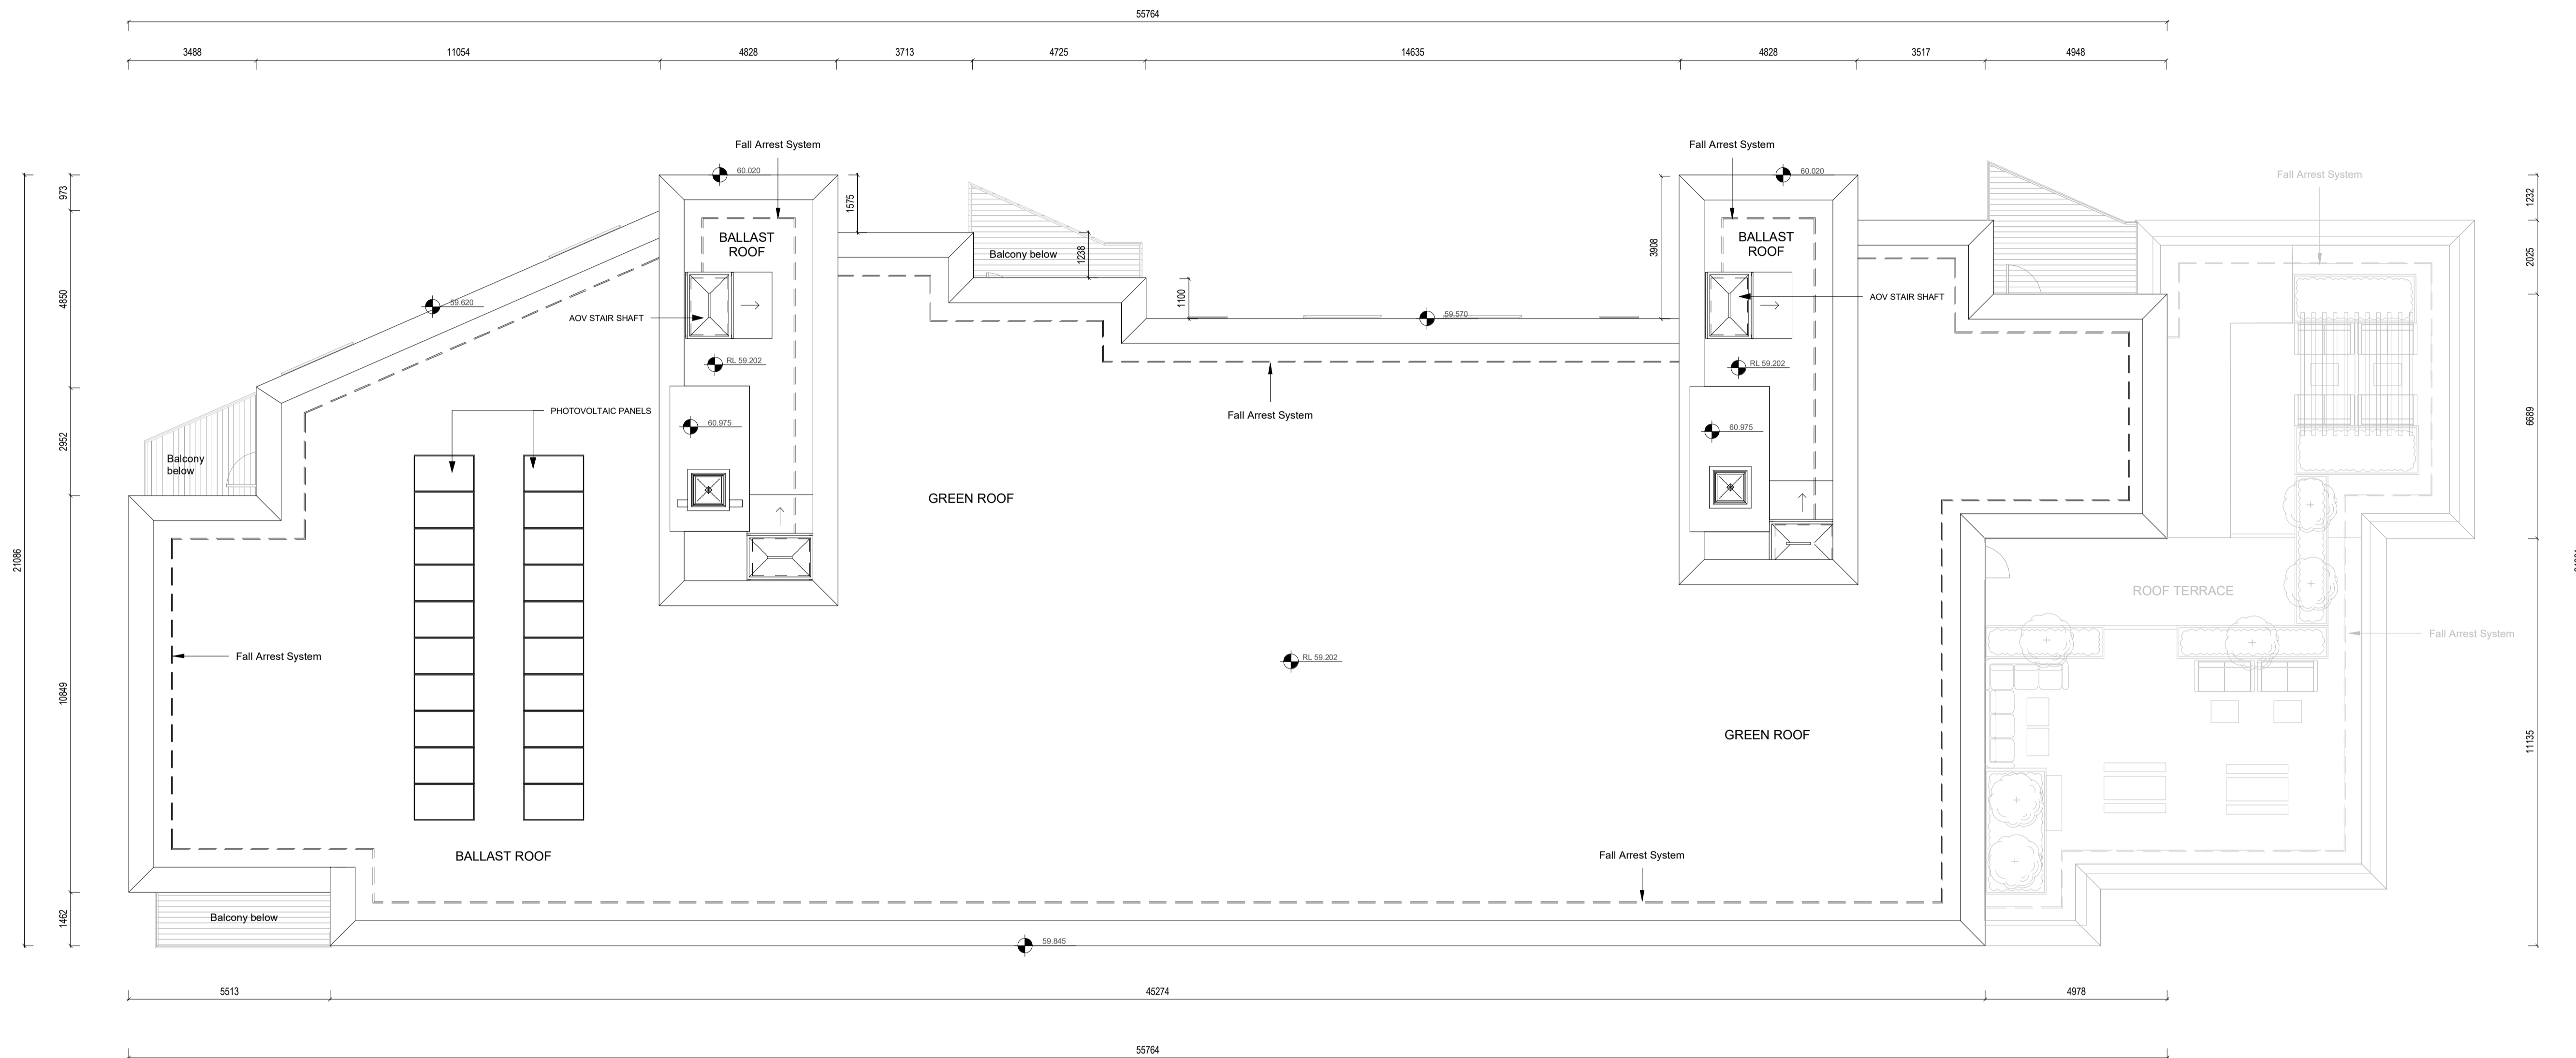 55764
3488
11054
4828
3713
4725
14635
4828
3517
4948
Fall Arrest System
Fall Arrest System
Fall Arrest System
60.020
60.020
973
1575
1232
BALLAST
ROOF
BALLAST
ROOF
Balcony below
1238
3908
2025
4850
59.620
1100
AOV STAIR SHAFT
AOV STAIR SHAFT
59.570
RL 59.202
RL 59.202
PHOTOVOLTAIC PANELS
Fall Arrest System
60.975
60.975
6689
2952
Balcony
below
GREEN ROOF
GREEN ROOF
21086
ROOF TERRACE
Fall Arrest System
Fall Arrest System
RL 59.202
10849
11135
BALLAST ROOF
Fall Arrest System
Balcony below
1462
59.845
5513
45274
4978
55764